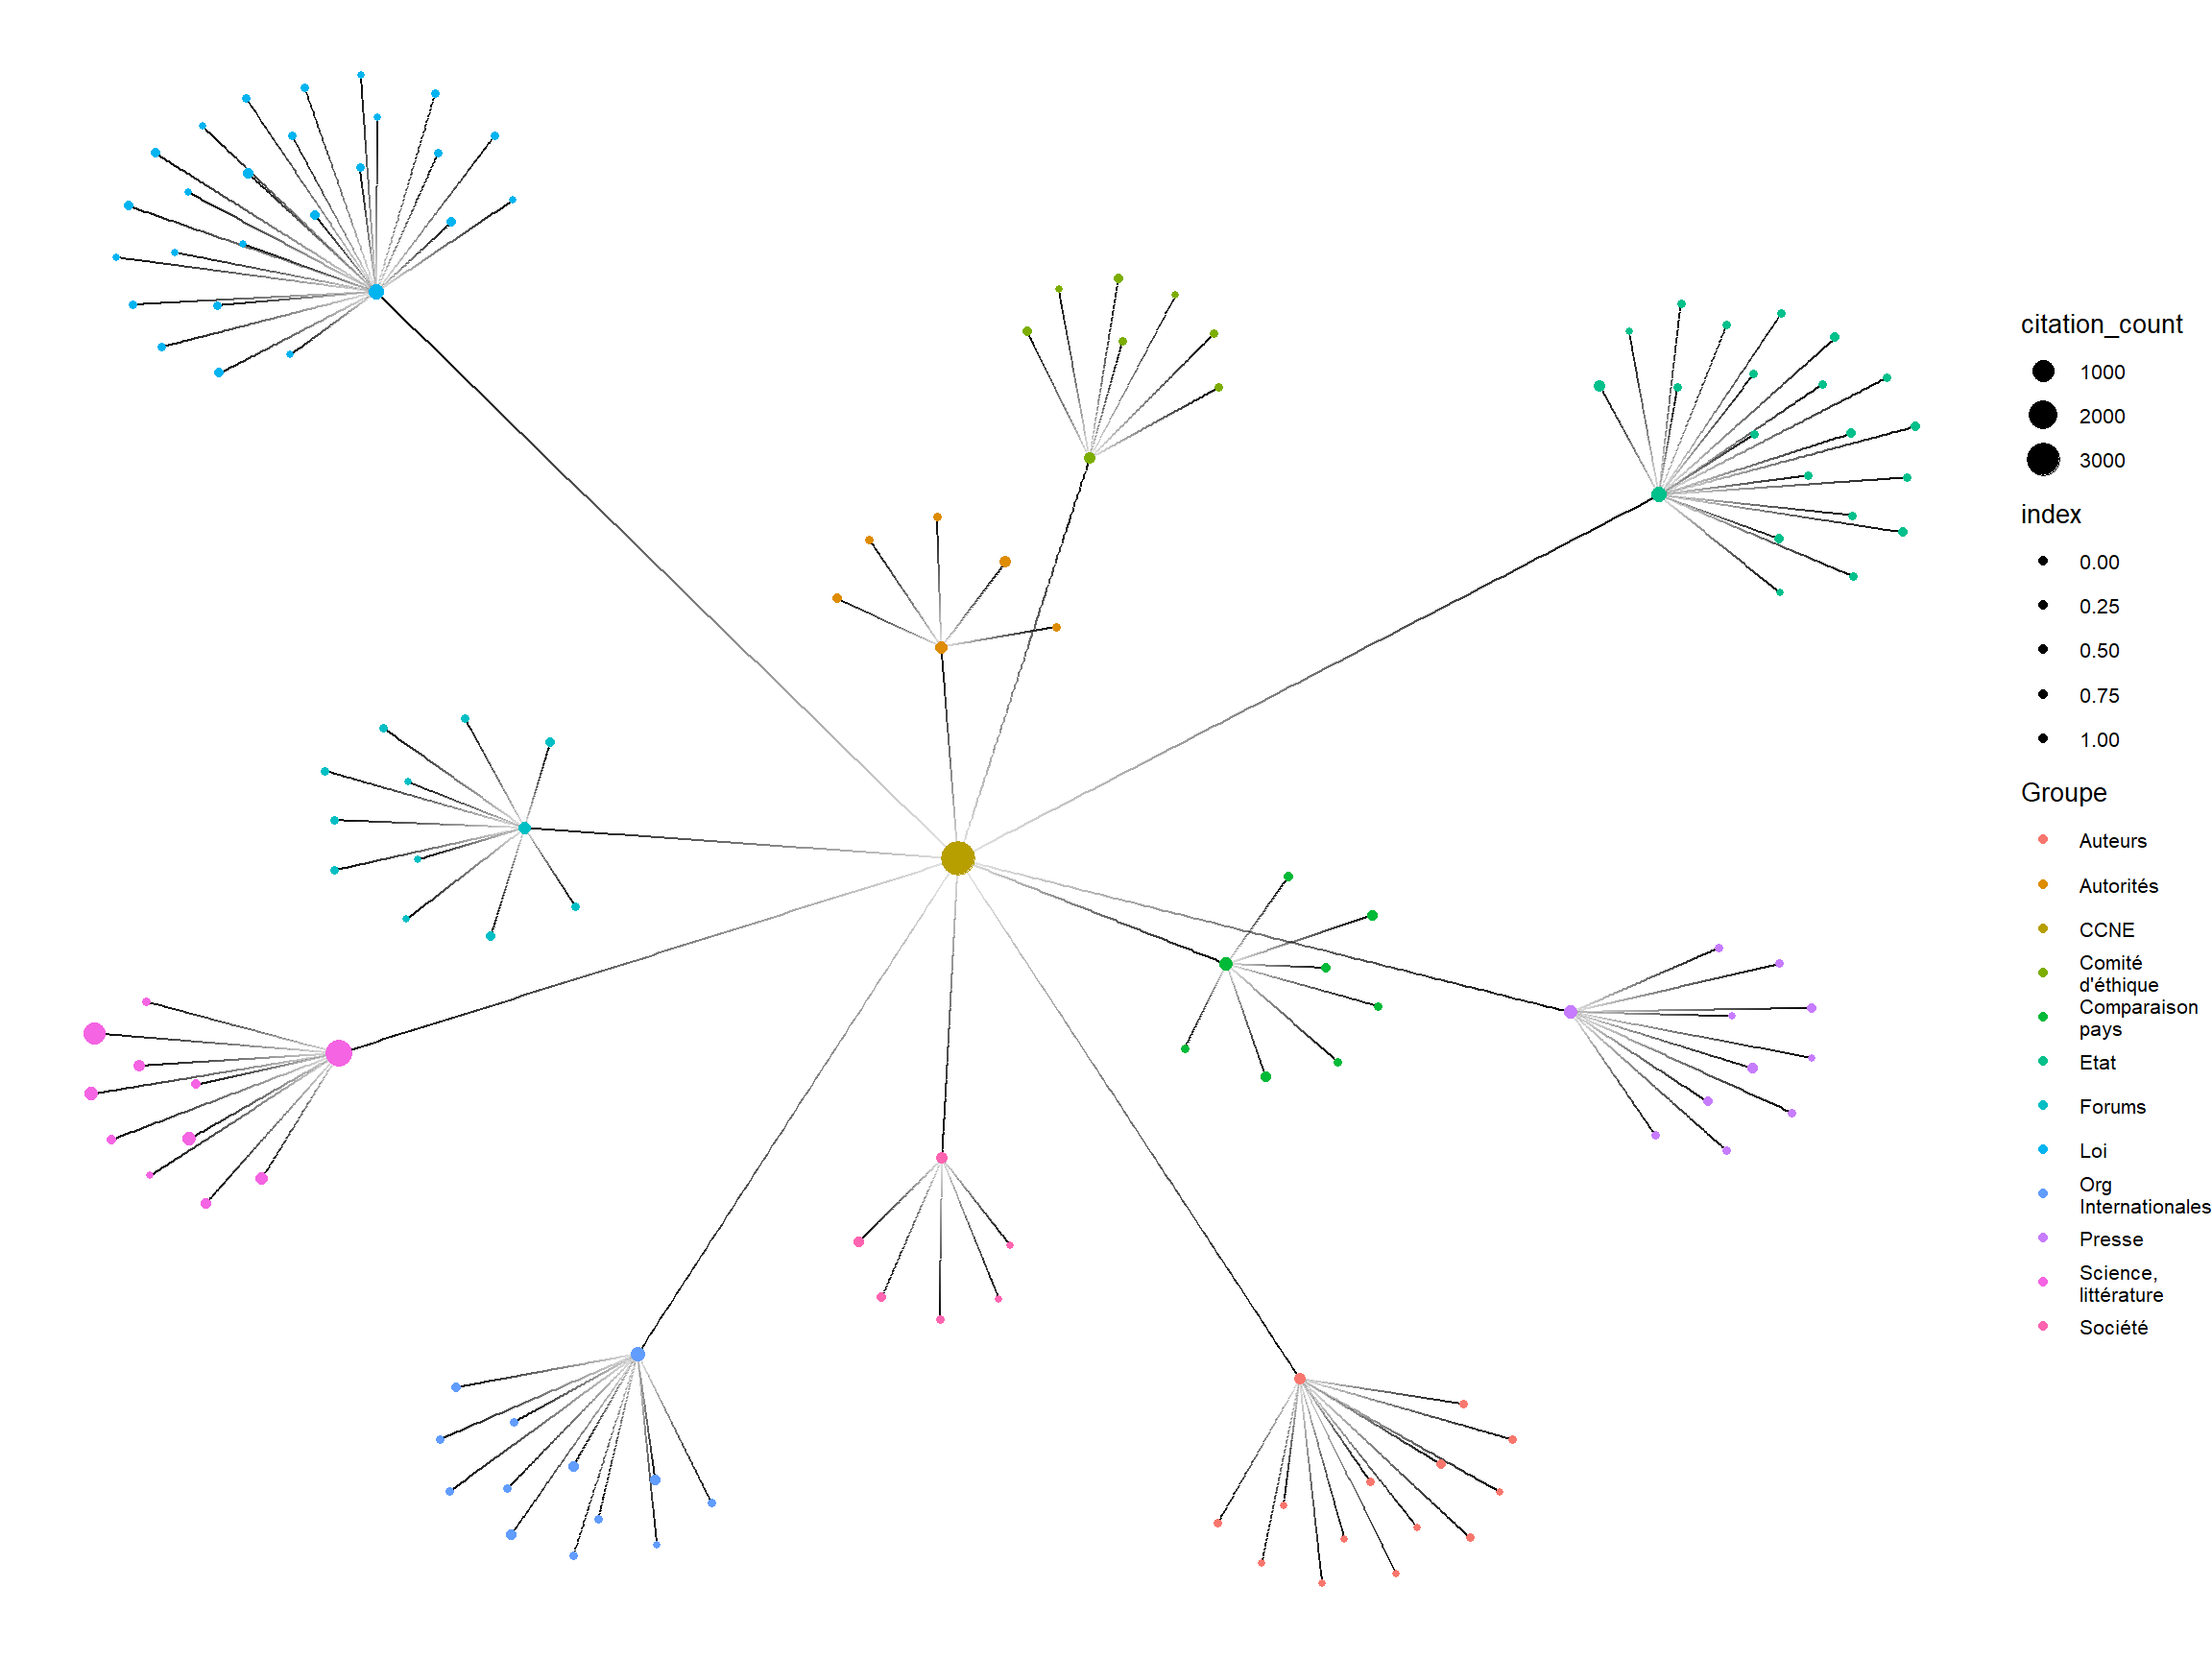 citation_count
1000
2000
3000
index
0.00
0.25
0.50
0.75
1.00
Groupe
Auteurs
Autorités
CCNE
Comité
d'éthique
Comparaison
pays
Etat
Forums
Loi
Org
Internationales
Presse
Science,
littérature
Société